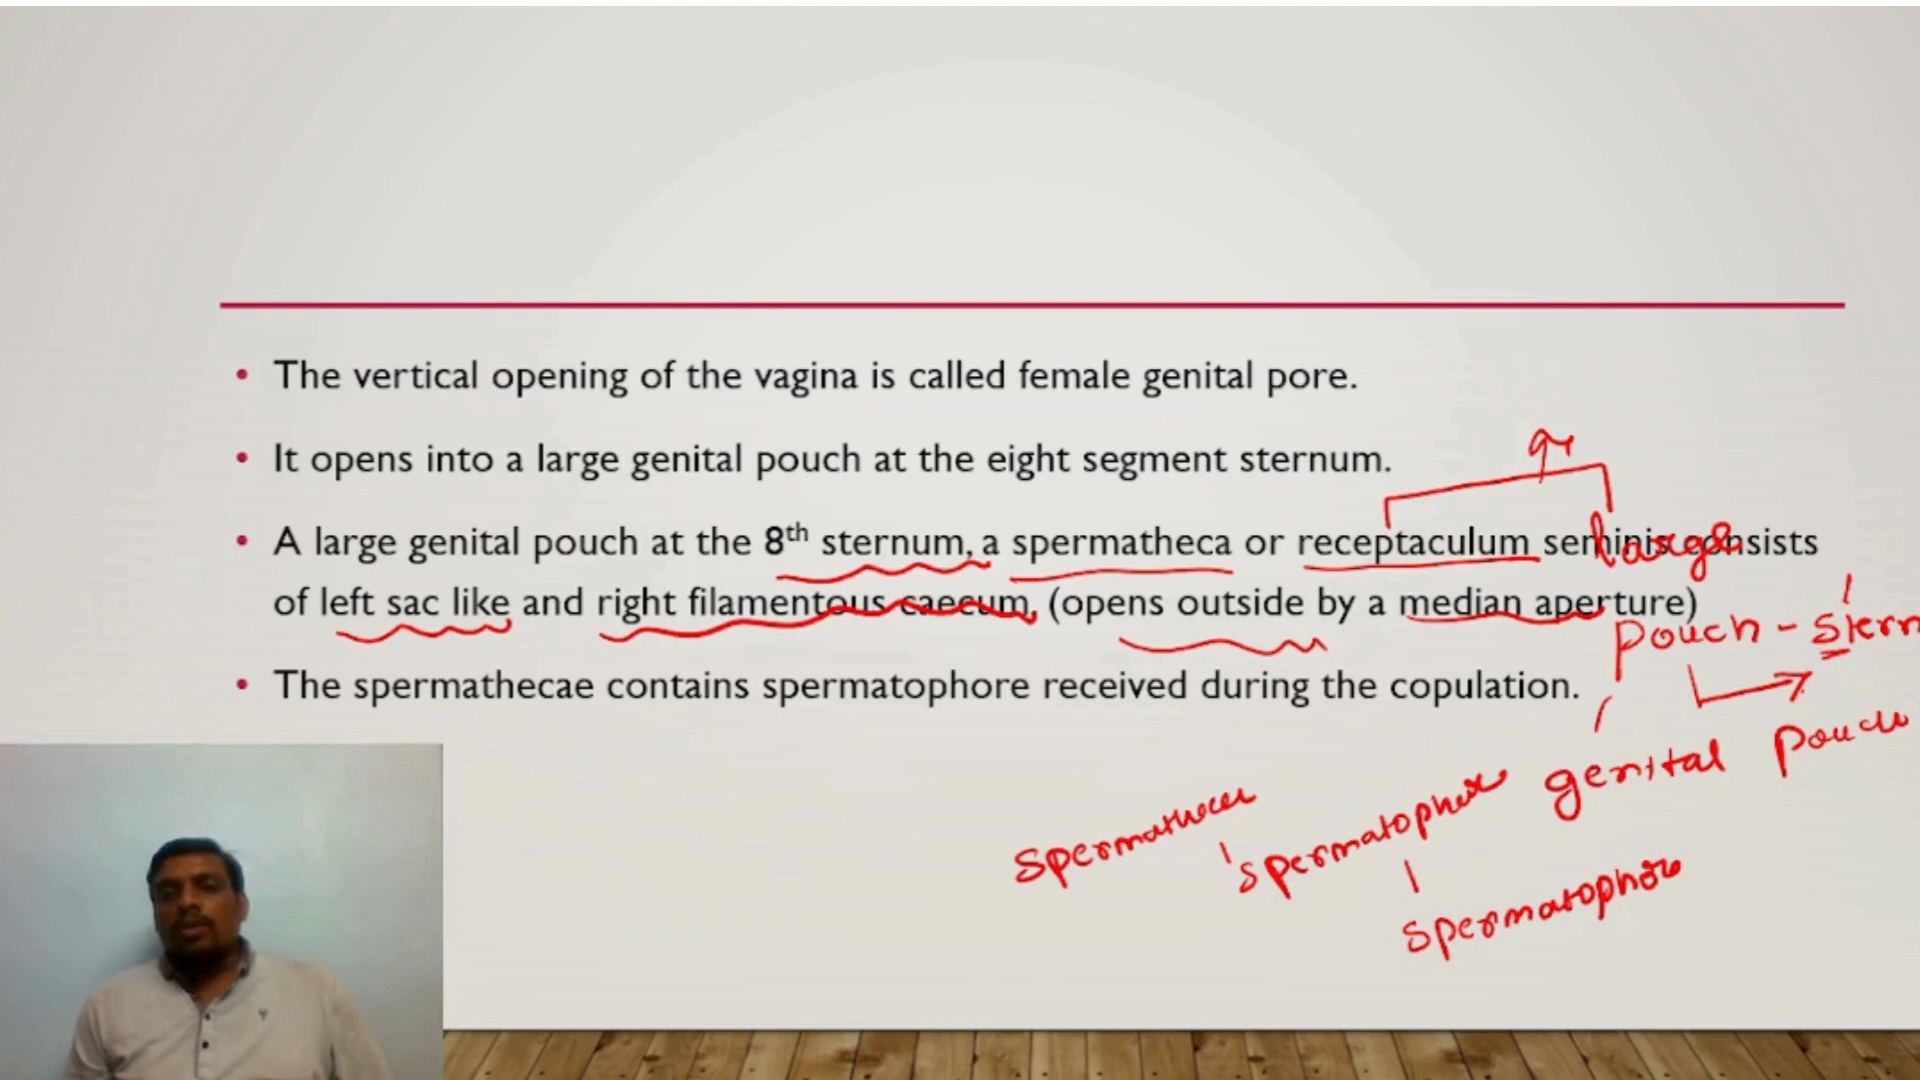 • The vertical opening of the vagina is called female genital pore.
• It opens into a large genital pouch at the eight segment sternum.
• A large genital pouch at the 8th sternum, a spermatheca or receptaculum seminis consists
of left sac like and right filamentous caecum, (opens outside by a median aperture)
• The spermathecae contains spermatophore received during the copulation.
large
pouch - stern
genital pouch
spermatophore